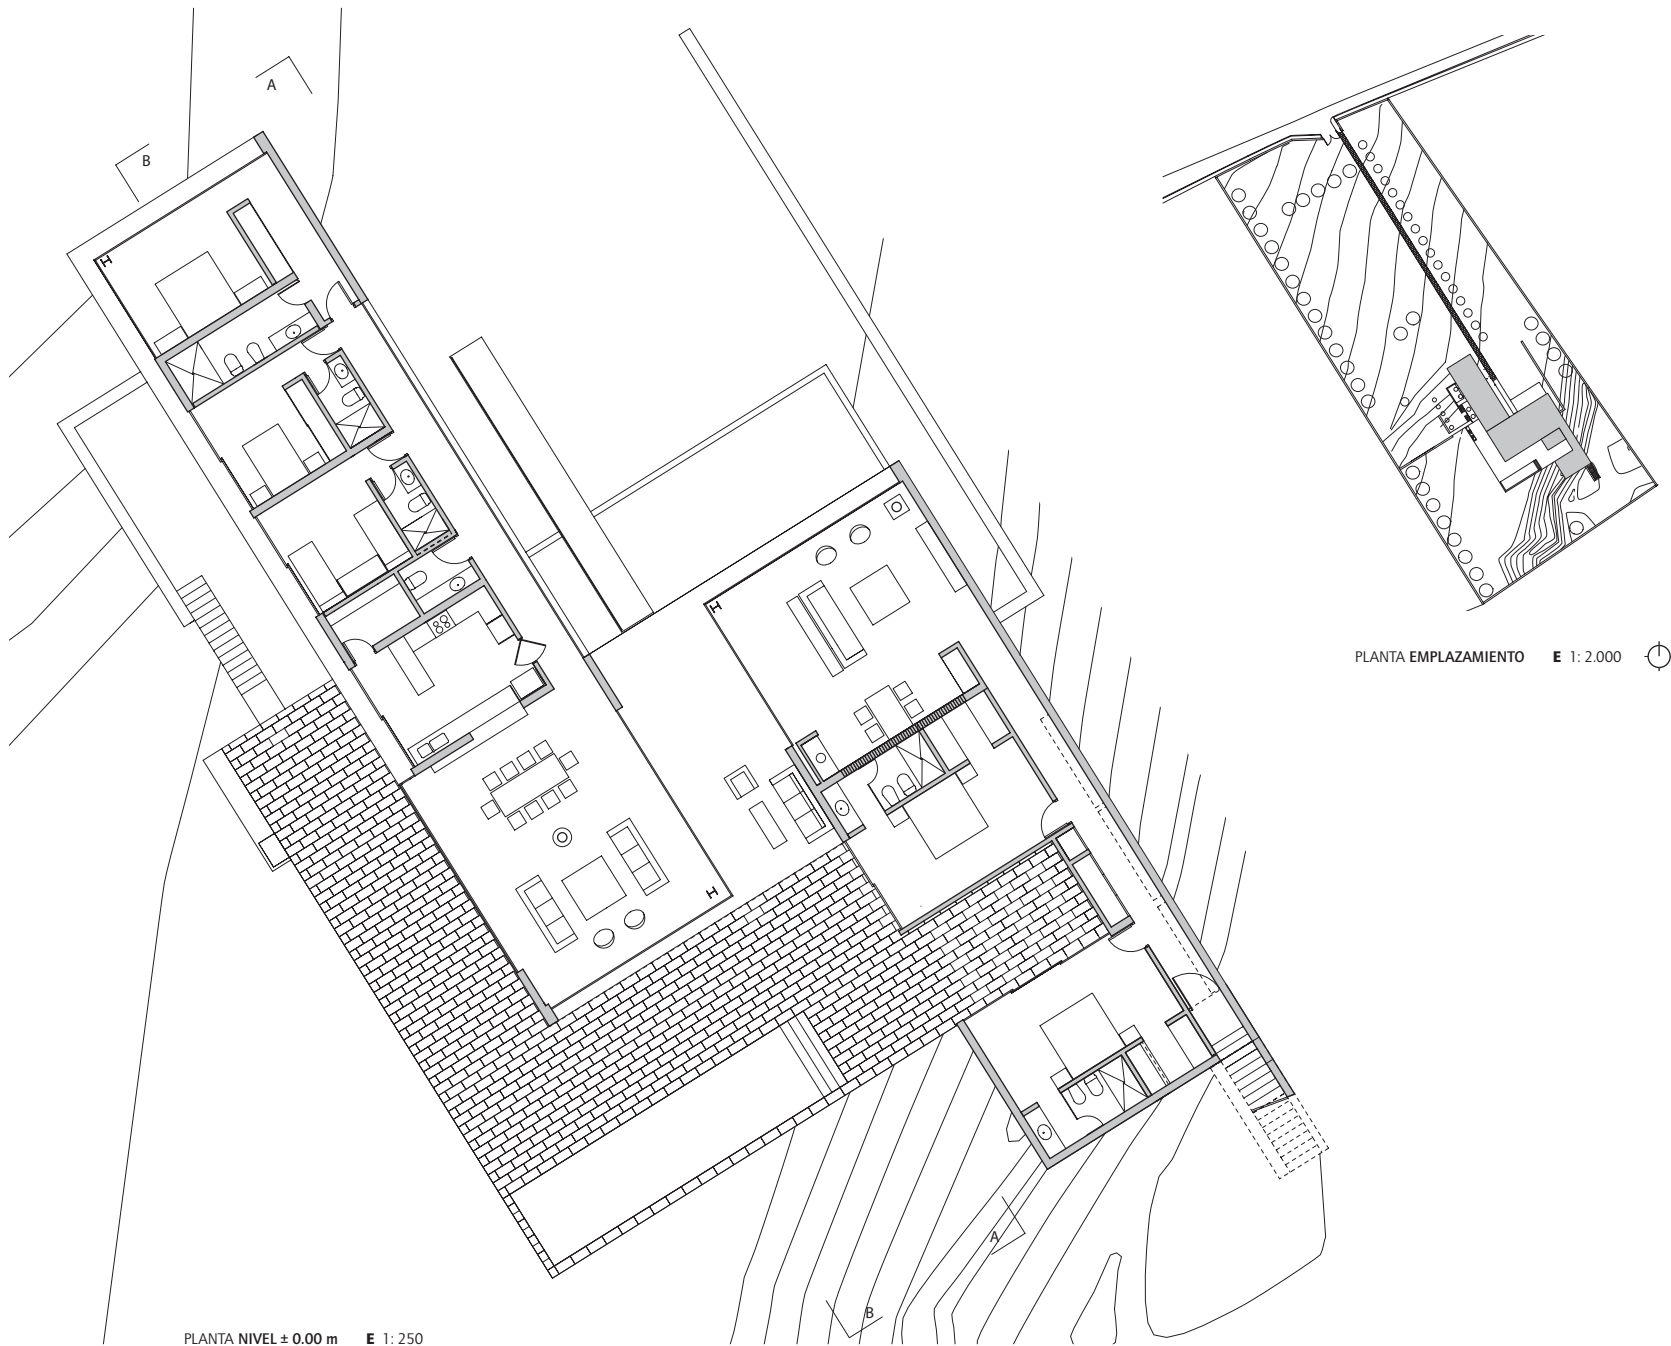 A
B
PLANTA EMPLAZAMIENTO E 1: 2.000
A
B
PLANTA NIVEL ± 0.00 m E 1: 250